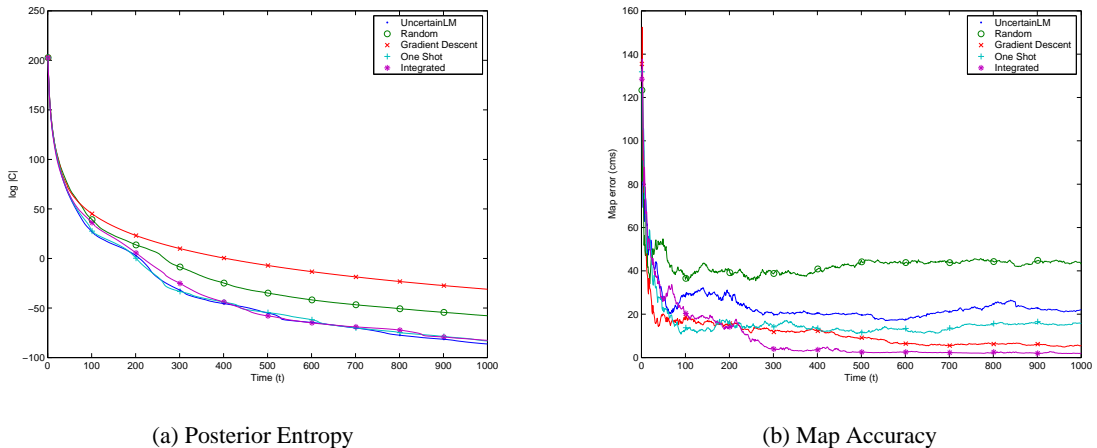 250
200
150
100
50
0
−50
−100
log |C|
0 100 200 300 400 500 600 700 800 900 1000
Time (t)
UncertainLM
Random
Gradient Descent
One Shot
Integrated
(a) Posterior Entropy
160
140
120
100
80
60
40
20
0
Map error (cms)
0 100 200 300 400 500 600 700 800 900 1000
Time (t)
UncertainLM
Random
Gradient Descent
One Shot
Integrated
(b) Map Accuracy